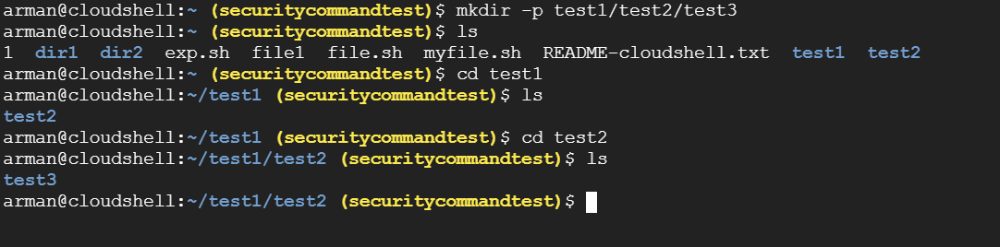 arman@cloudshell:~ (securitycommandtest)$ mkdir -p test1/test2/test3
arman@cloudshell:~ (securitycommandtest)$ ls
1  dir1  dir2  exp.sh  file1  file.sh  myfile.sh  README-cloudshell.txt  test1  test2
arman@cloudshell:~ (securitycommandtest)$ cd test1
arman@cloudshell:~/test1 (securitycommandtest)$ ls
test2
arman@cloudshell:~/test1 (securitycommandtest)$ cd test2
arman@cloudshell:~/test1/test2 (securitycommandtest)$ ls
test3
arman@cloudshell:~/test1/test2 (securitycommandtest)$